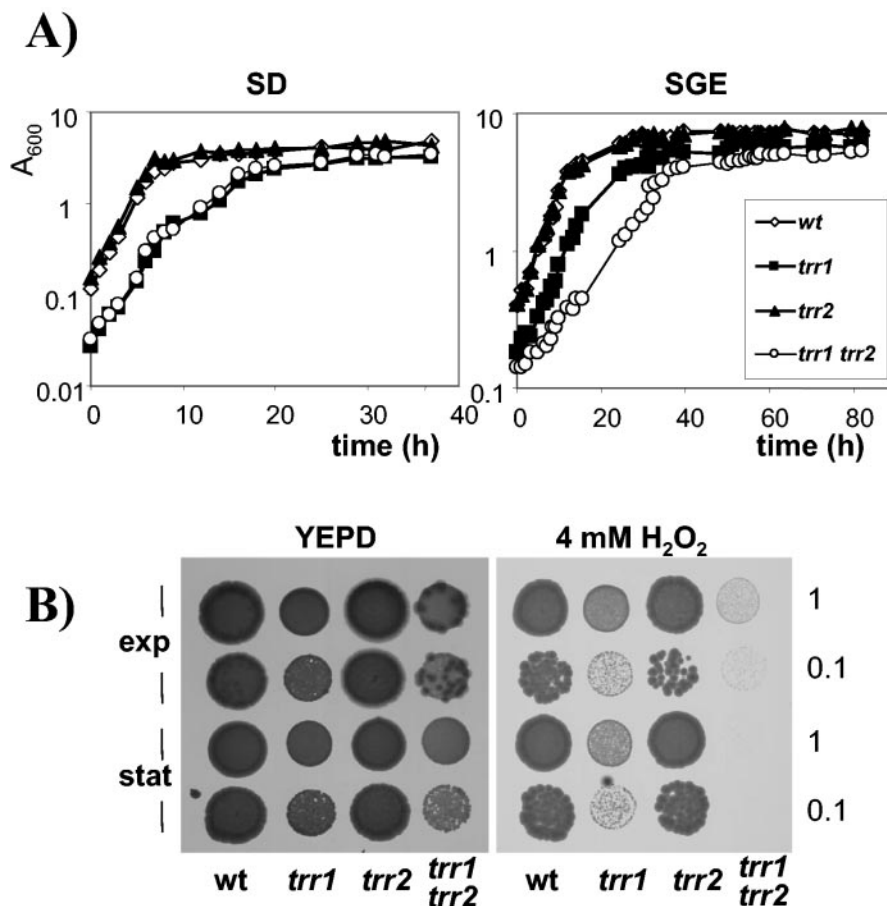 A)
SD
SGE
A600
10
1
0.1
0.01
0
10
20
30
40
time (h)
10
1
0.1
0
20
40
60
80
time (h)
wt
trr1
trr2
trr1 trr2
B)
YEPD
4 mM H2O2
exp
stat
1
0.1
1
0.1
wt
trr1
trr2
trr1
trr2
wt
trr1
trr2
trr1
trr2